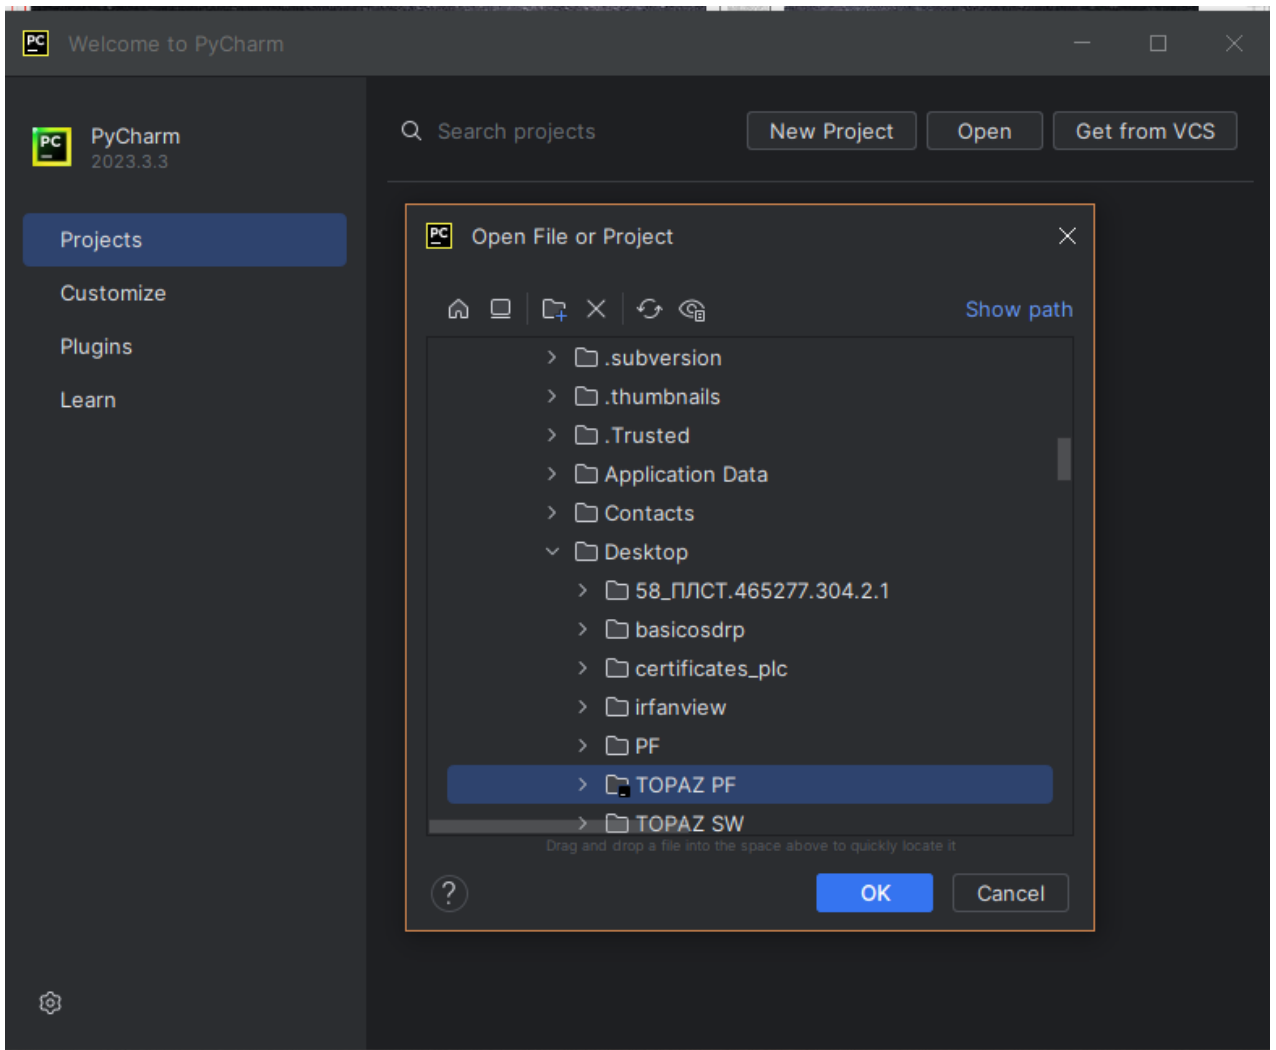 PC Welcome to PyCharm
PC PyCharm
2023.3.3
Search projects
New Project
Open
Get from VCS
Projects
Customize
Plugins
Learn
PC Open File or Project
Show path
.subversion
.thumbnails
.Trusted
Application Data
Contacts
Desktop
58_ПЛСТ.465277.304.2.1
basicosdrp
certificates_plc
irfanview
PF
TOPAZ PF
TOPAZ SW
Drag and drop a file into the space above to quickly locate it
?
OK
Cancel